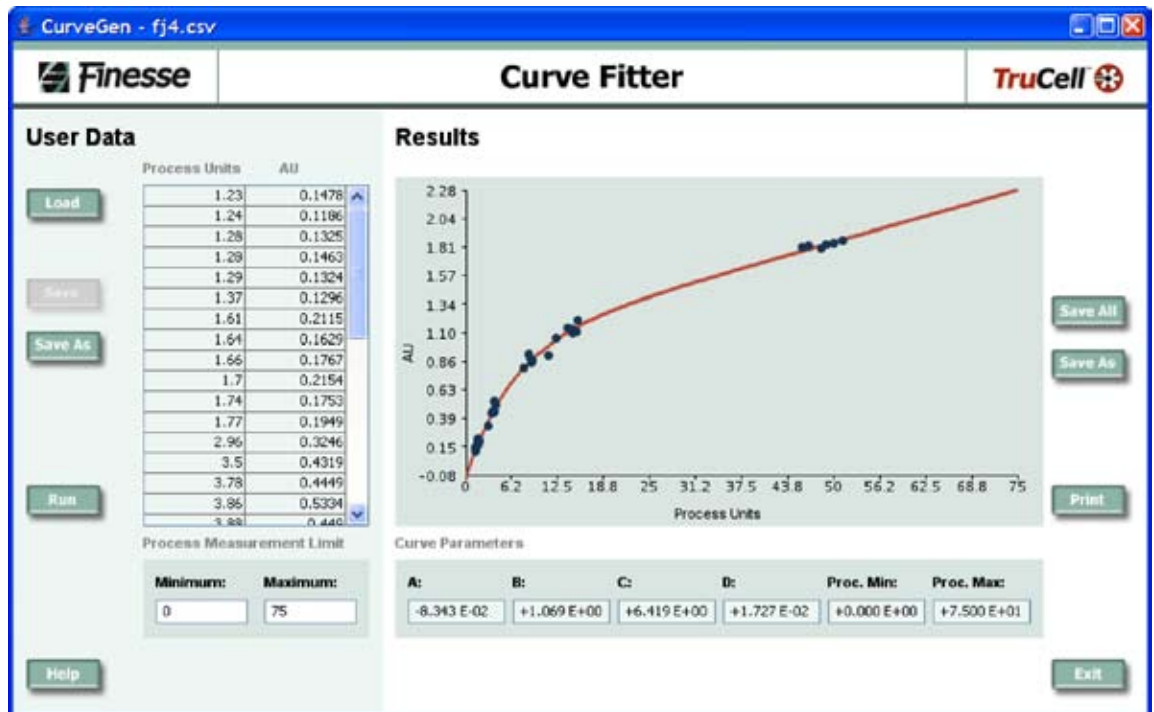 CurveGen - fj4.csv
Finesse
Curve Fitter
TruCell
User Data
Results
Process Units AU
Load
Save
Save As
Run
Help
1.23 0.1478
1.24 0.1186
1.28 0.1325
1.28 0.1463
1.29 0.1324
1.37 0.1296
1.61 0.2115
1.64 0.1629
1.66 0.1767
1.7 0.2154
1.74 0.1753
1.77 0.1949
2.96 0.3246
3.5 0.4319
3.78 0.4449
3.86 0.5334
3.88 0.449
Process Measurement Limit
Minimum: Maximum:
0 75
AU
2.28
2.04
1.81
1.57
1.34
1.10
0.86
0.63
0.39
0.15
-0.08
0 6.2 12.5 18.8 25 31.2 37.5 43.8 50 56.2 62.5 68.8 75
Process Units
Curve Parameters
A: B: C: D: Proc. Min: Proc. Max:
-8.343 E-02 +1.069 E+00 +6.419 E+00 +1.727 E-02 +0.000 E+00 +7.500 E+01
Save All
Save As
Print
Exit